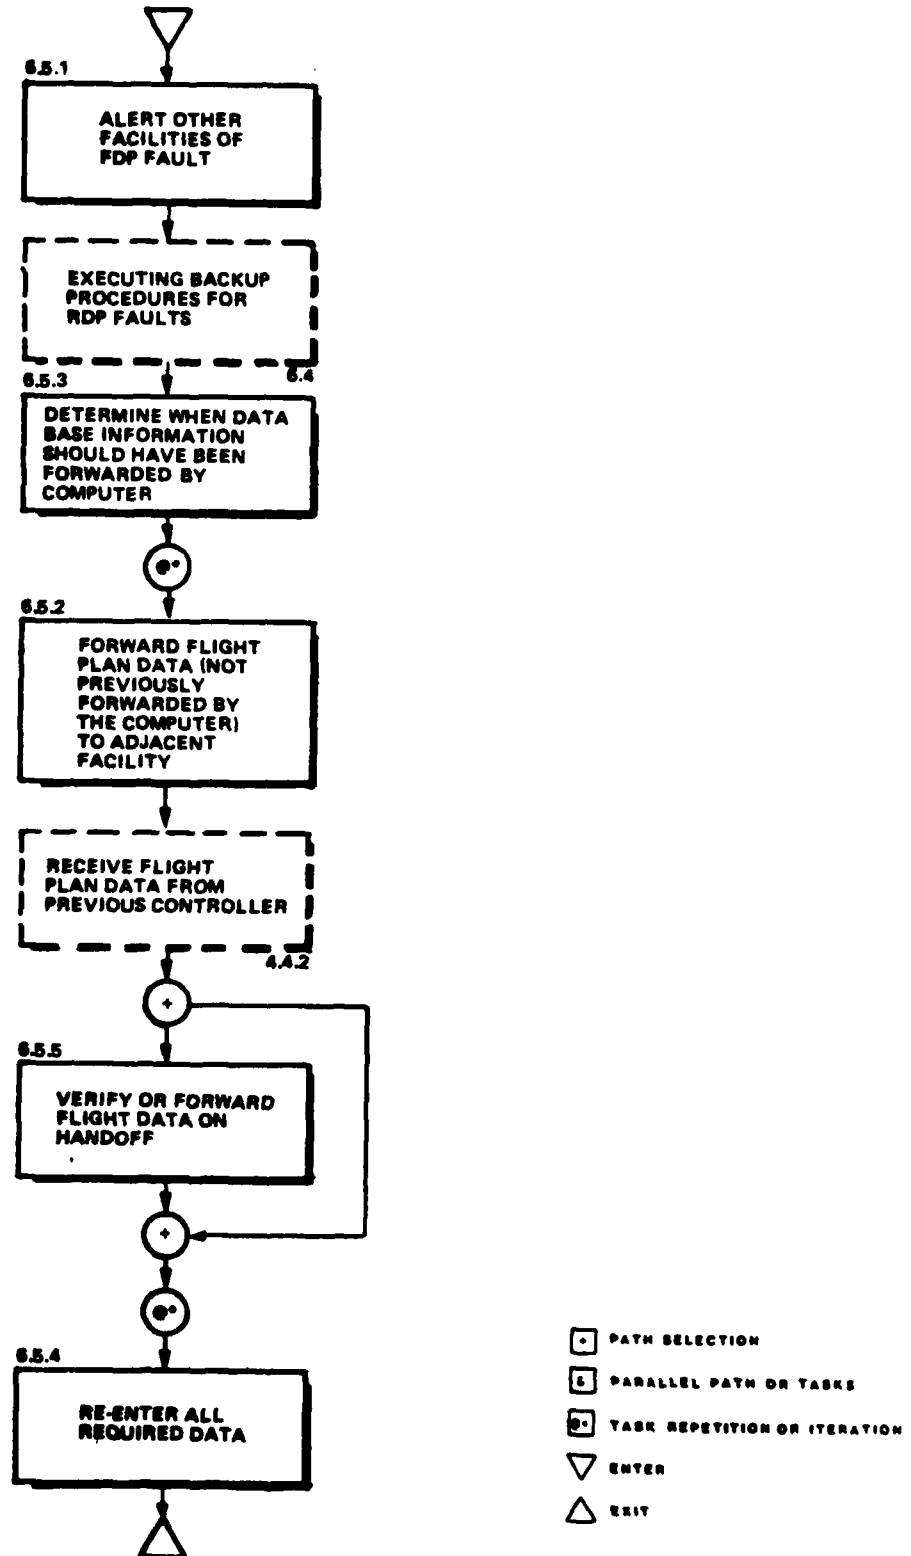 6.5.1
ALERT OTHER
FACILITIES OF
FDP FAULT
EXECUTING BACKUP
PROCEDURES FOR
RDP FAULTS
6.4
6.5.3
DETERMINE WHEN DATA
BASE INFORMATION
SHOULD HAVE BEEN
FORWARDED BY
COMPUTER
@*
6.5.2
FORWARD FLIGHT
PLAN DATA (NOT
PREVIOUSLY
FORWARDED BY
THE COMPUTER)
TO ADJACENT
FACILITY
RECEIVE FLIGHT
PLAN DATA FROM
PREVIOUS CONTROLLER
4.4.2
+
6.5.5
VERIFY OR FORWARD
FLIGHT DATA ON
HANDOFF
+
@*
6.5.4
RE-ENTER ALL
REQUIRED DATA
+ PATH SELECTION
& PARALLEL PATH OR TASKS
@* TASK REPETITION OR ITERATION
ENTER
EXIT